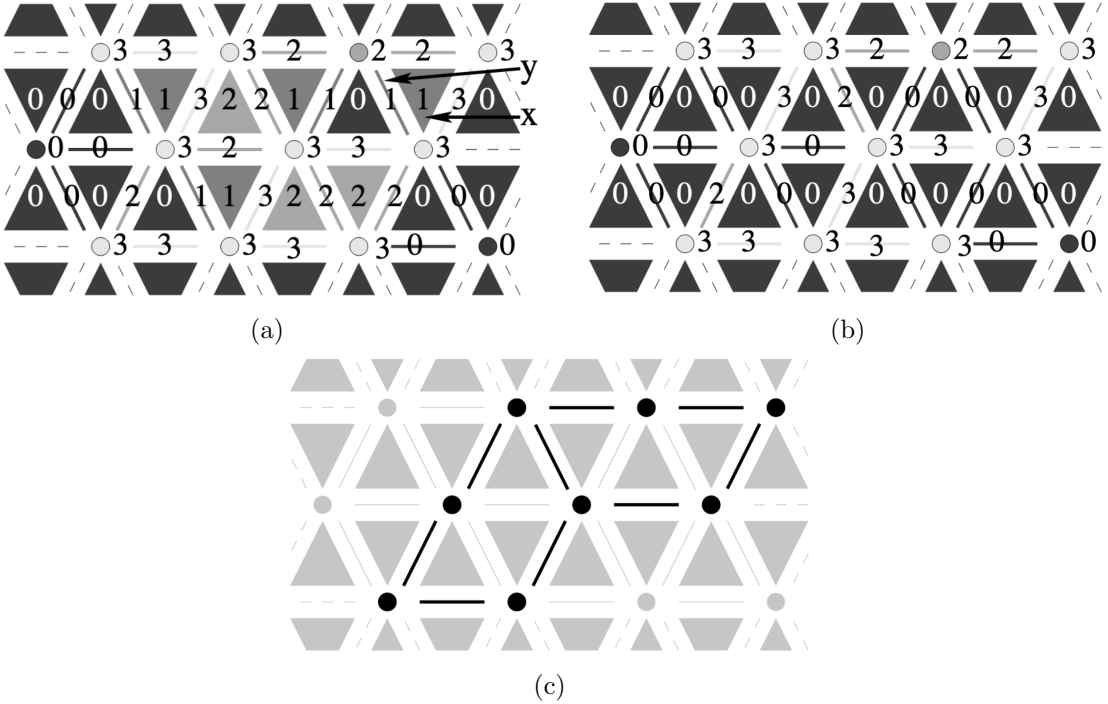 3 3 3 2 2 2 3
y
0 0 0 1 1 3 2 2 1 1 0 1 1 3 0
x
0 0 3 2 3 3 3
0 0 0 2 0 1 1 3 2 2 2 2 0 0 0
3 3 3 3 3 0 0
(a)
3 3 3 2 2 2 3
0 0 0 0 0 3 0 2 0 0 0 0 0 3 0
0 0 3 0 3 3 3
0 0 0 2 0 0 0 3 0 0 0 0 0 0 0
3 3 3 3 3 0 0
(b)
(c)